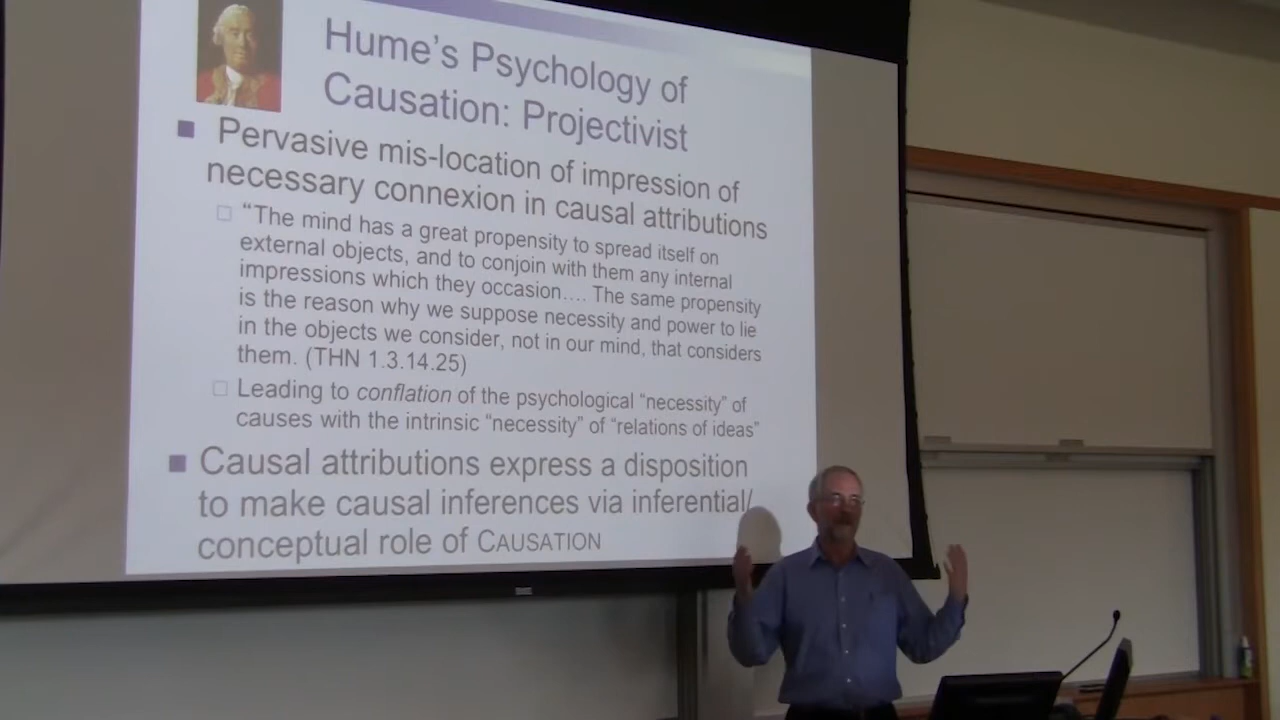 Hume's Psychology of
Causation: Projectivist
Pervasive mis-location of impression of
necessary connexion in causal attributions
“The mind has a great propensity to spread itself on
external objects, and to conjoin with them any internal
impressions which they occasion…. The same propensity
is the reason why we suppose necessity and power to lie
in the objects we consider, not in our mind, that considers
them. (THN 1.3.14.25)
Leading to conflation of the psychological “necessity” of
causes with the intrinsic “necessity” of “relations of ideas”
Causal attributions express a disposition
to make causal inferences via inferential/
conceptual role of CAUSATION